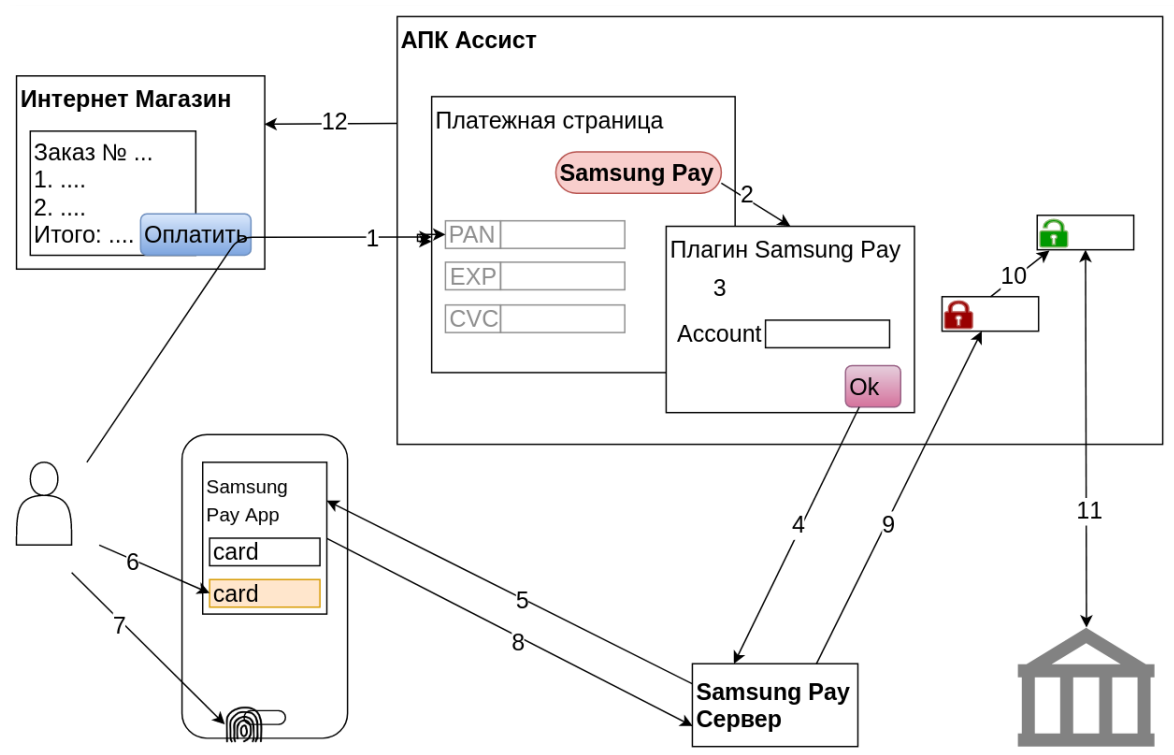 АПК Ассист
Интернет Магазин
Заказ № ...
1. ....
2. ....
Итого: ....
Оплатить
12
1
Платежная страница
Samsung Pay
2
PAN
EXP
CVC
Плагин Samsung Pay
3
Account
Ok
10
4
9
11
Samsung
Pay App
card
card
6
7
5
8
Samsung Pay
Сервер